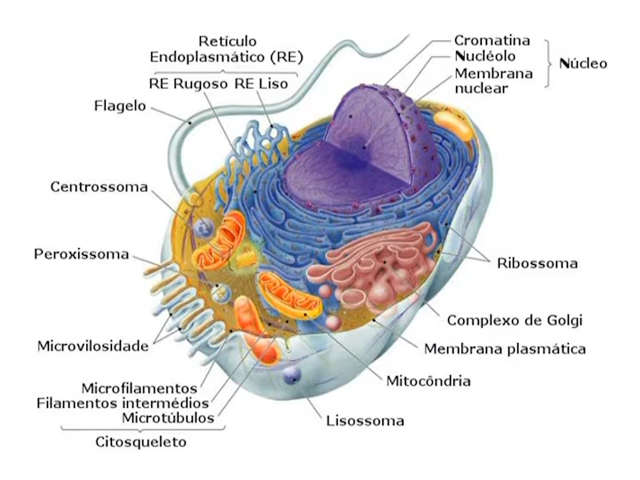 Retículo
Endoplasmático (RE)
RE Rugoso RE Liso
Flagelo
Cromatina
Nucléolo
Membrana
nuclear
Núcleo
Centrossoma
Peroxissoma
Ribossoma
Complexo de Golgi
Microvilosidade
Membrana plasmática
Mitocôndria
Microfilamentos
Filamentos intermédios
Microtúbulos
Citosqueleto
Lisossoma